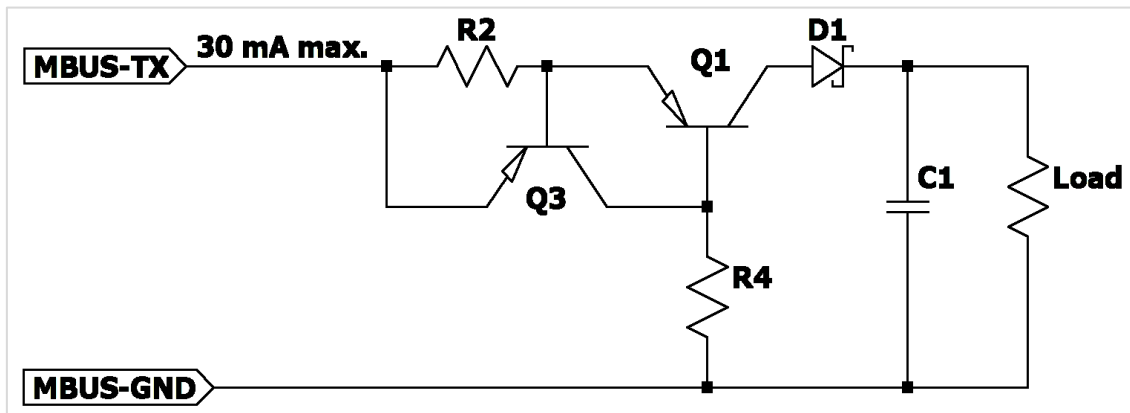 MBUS-TX
30 mA max.
R2
Q1
D1
Q3
C1
Load
R4
MBUS-GND